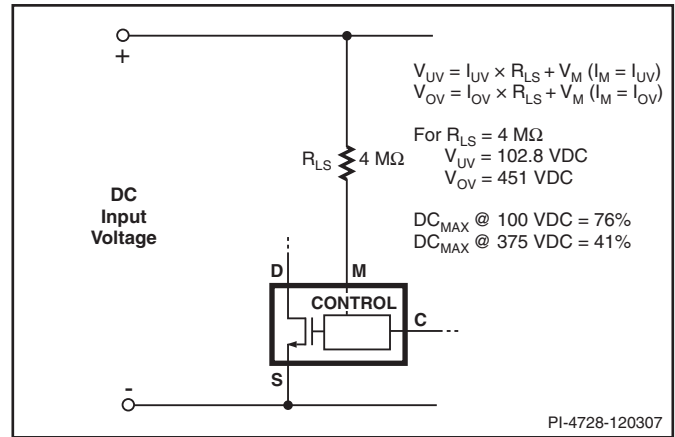 +
V_UV = I_UV × R_LS + V_M (I_M = I_UV)
V_OV = I_OV × R_LS + V_M (I_M = I_OV)
For R_LS = 4 MΩ
V_UV = 102.8 VDC
V_OV = 451 VDC
DC_MAX @ 100 VDC = 76%
DC_MAX @ 375 VDC = 41%
R_LS
4 MΩ
DC
Input
Voltage
D
M
CONTROL
C
S
-
PI-4728-120307